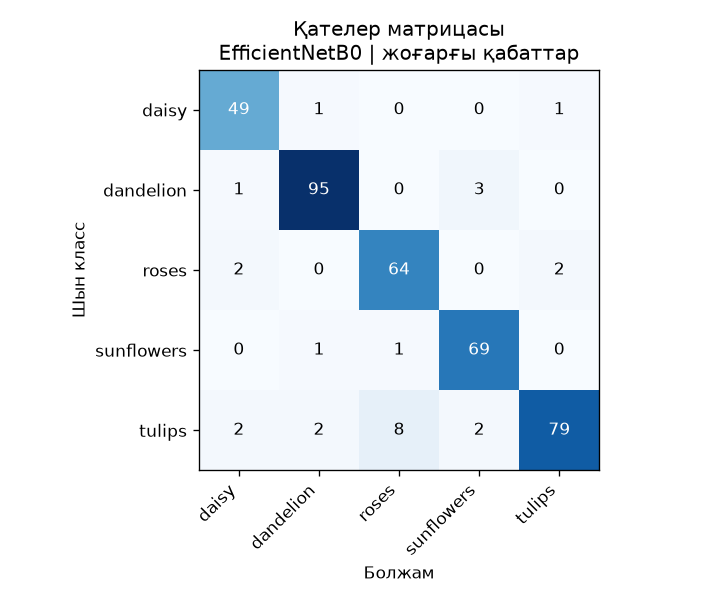 Қателер матрицасы
EfficientNetB0 | жоғарғы қабаттар
Шын класс
daisy 49 1 0 0 1
dandelion 1 95 0 3 0
roses 2 0 64 0 2
sunflowers 0 1 1 69 0
tulips 2 2 8 2 79
daisy dandelion roses sunflowers tulips
Болжам